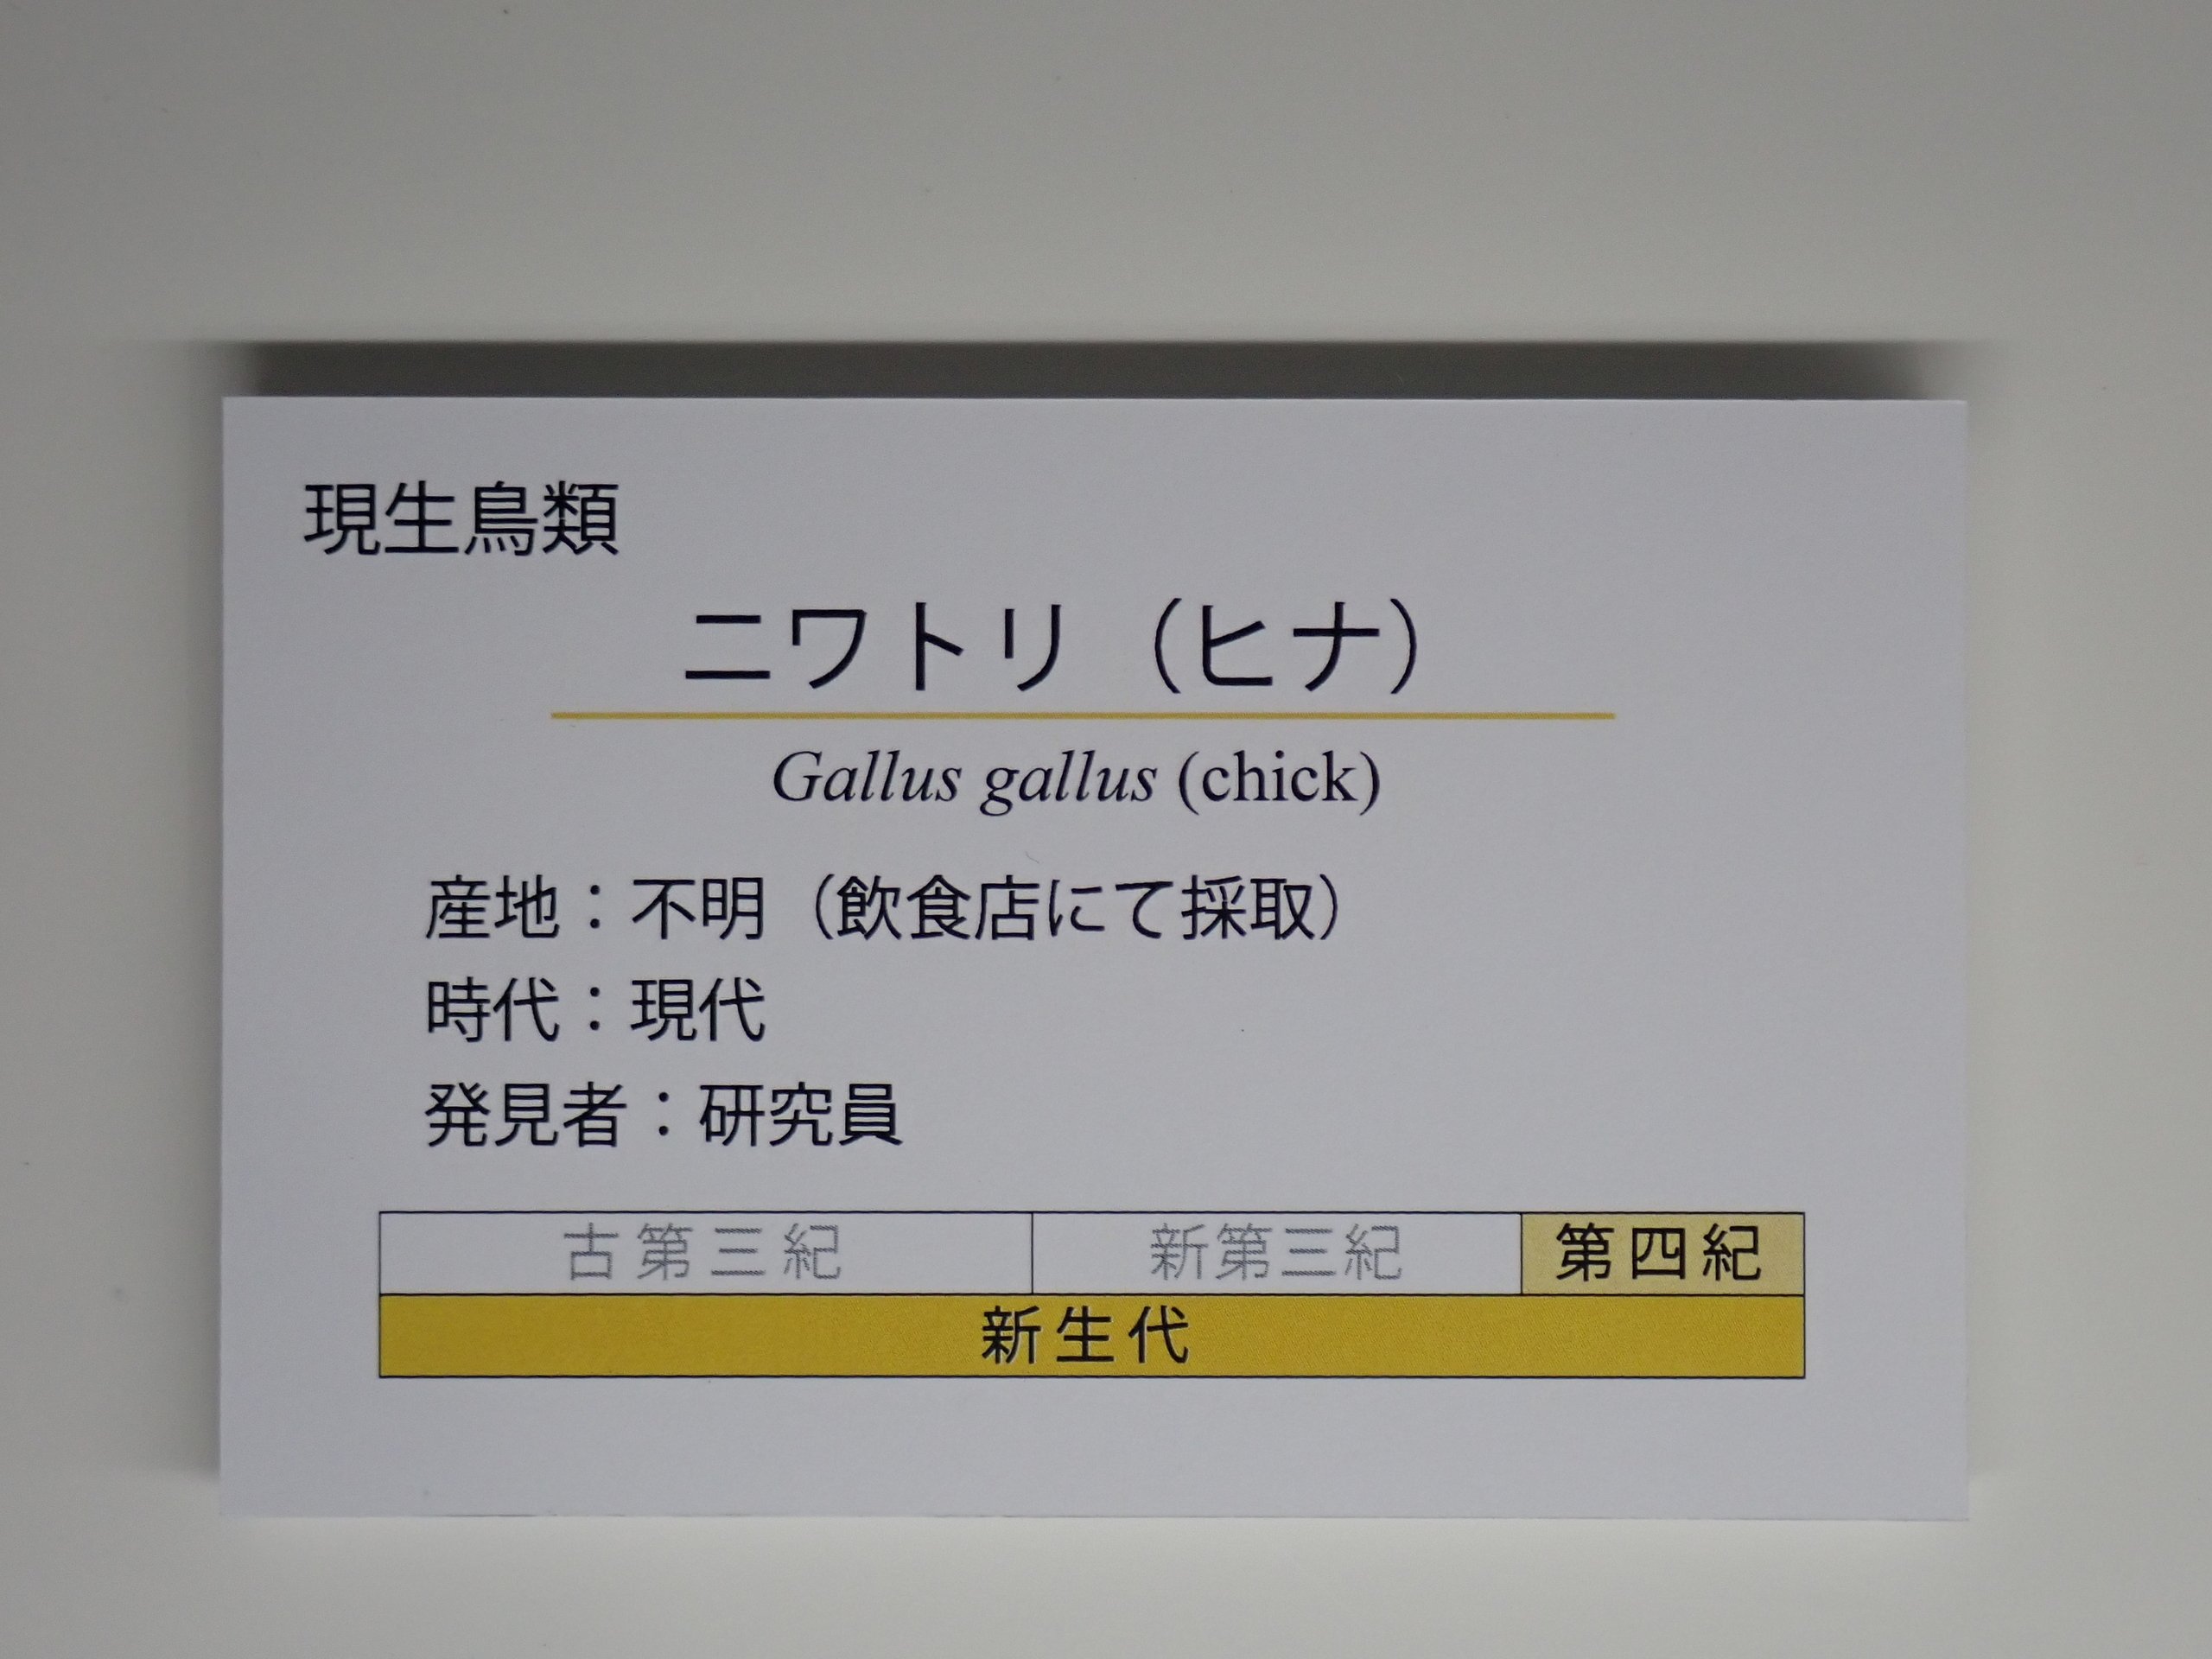 現生鳥類
ニワトリ（ヒナ）
Gallus gallus (chick)
産地：不明（飲食店にて採取）
時代：現代
発見者：研究員
古第三紀 新第三紀 第四紀
新生代